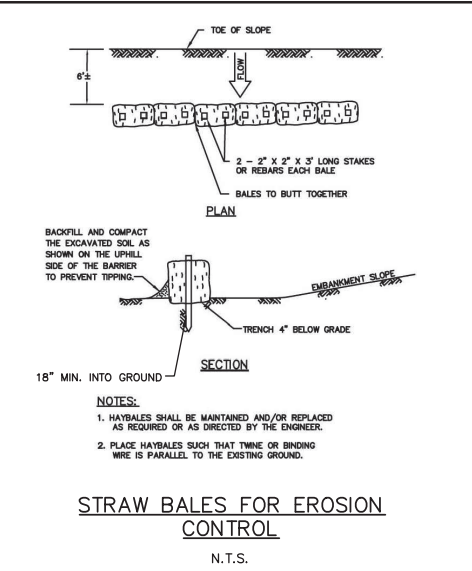 TOE OF SLOPE
6'±
FLOW
2 - 2" X 2" X 3' LONG STAKES
OR REBARS EACH BALE
BALES TO BUTT TOGETHER
PLAN
BACKFILL AND COMPACT
THE EXCAVATED SOIL AS
SHOWN ON THE UPHILL
SIDE OF THE BARRIER
TO PREVENT TIPPING.
EMBANKMENT SLOPE
TRENCH 4" BELOW GRADE
SECTION
18" MIN. INTO GROUND
NOTES:
1. HAYBALES SHALL BE MAINTAINED AND/OR REPLACED
AS REQUIRED OR AS DIRECTED BY THE ENGINEER.
2. PLACE HAYBALES SUCH THAT TWINE OR BINDING
WIRE IS PARALLEL TO THE EXISTING GROUND.
STRAW BALES FOR EROSION
CONTROL
N.T.S.